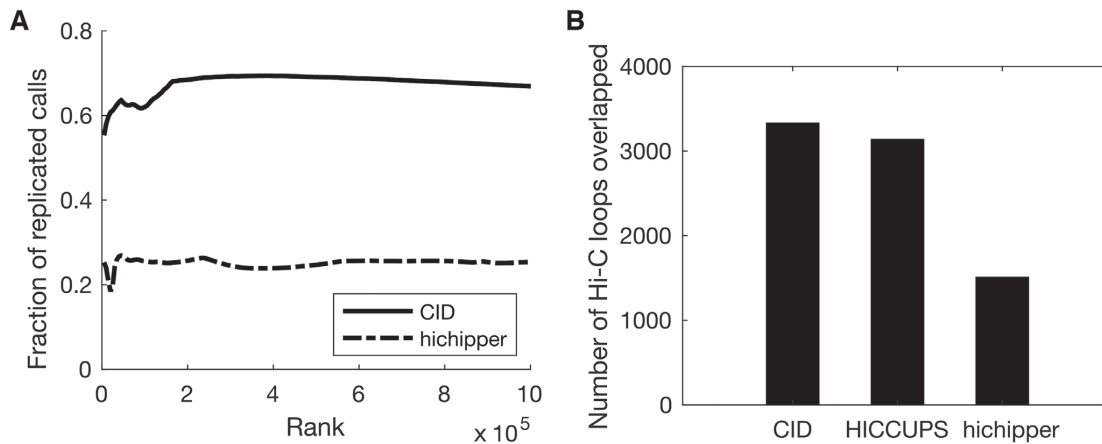 A
Fraction of replicated calls
0.8
0.6
0.4
0.2
0
CID
hichipper
0 2 4 6 8 10
Rank
x 10^5
B
Number of Hi-C loops overlapped
4000
3000
2000
1000
0
CID HICCUPS hichipper